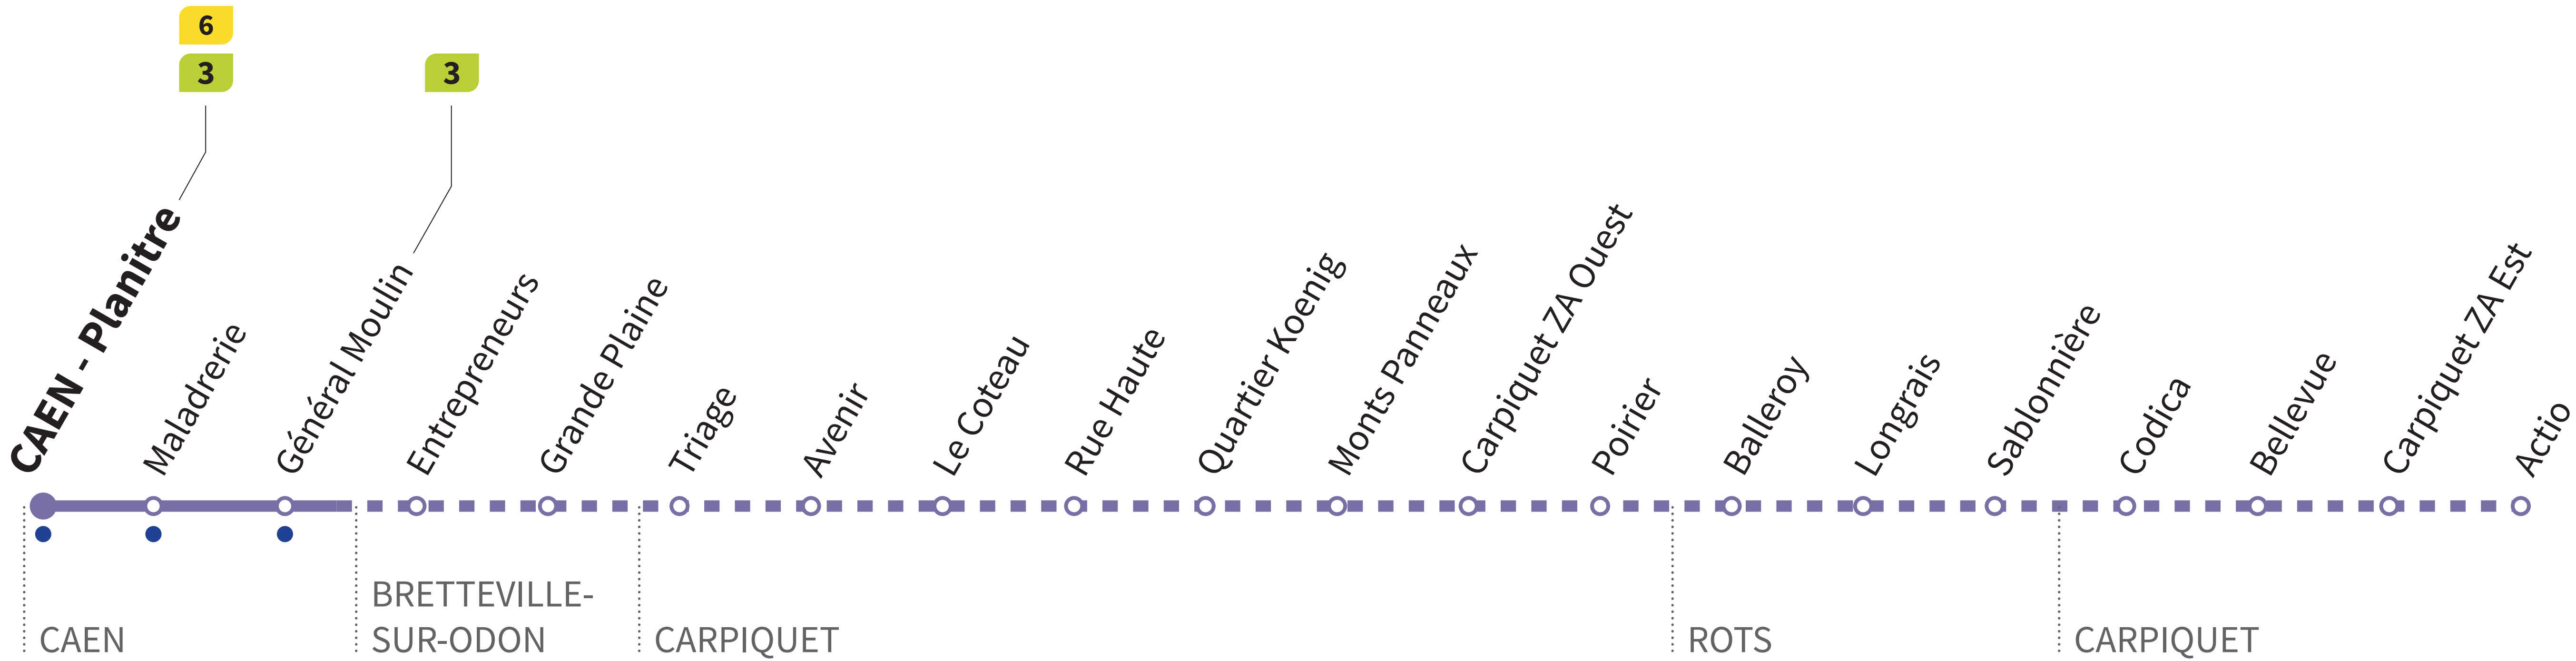 6
3
3
CAEN - Planitre
Maladrerie
Général Moulin
Entrepreneurs
Grande Plaine
Triage
Avenir
Le Coteau
Rue Haute
Quartier Koenig
Monts Panneaux
Carpiquet ZA Ouest
Poirier
Balleroy
Longrais
Sablonnière
Codica
Bellevue
Carpiquet ZA Est
Actio
CAEN
BRETTEVILLE-
SUR-ODON
CARPIQUET
ROTS
CARPIQUET